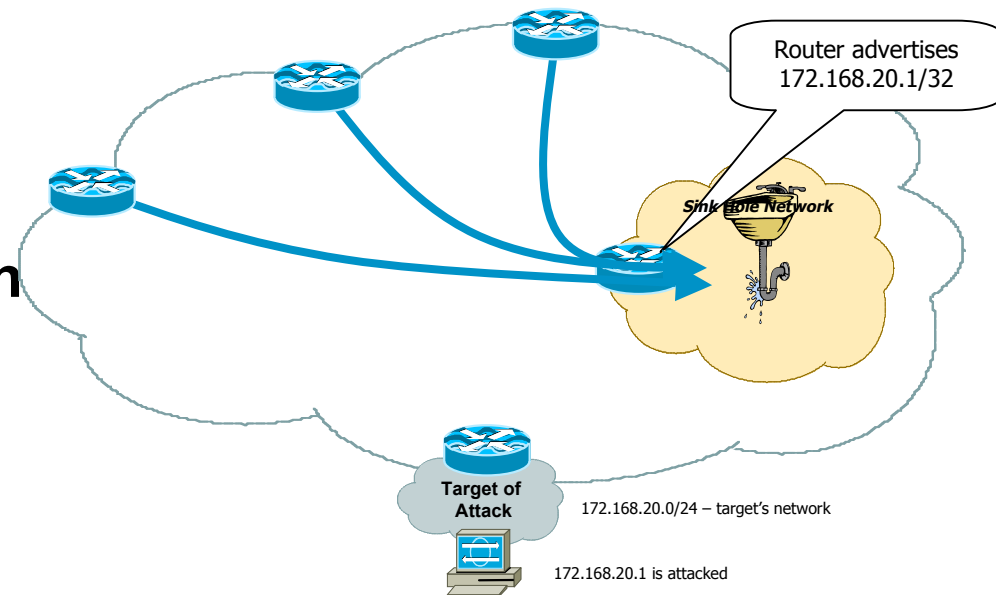 Router advertises
172.168.20.1/32
Sink Hole Network
n
Target of
Attack
172.168.20.0/24 – target's network
172.168.20.1 is attacked